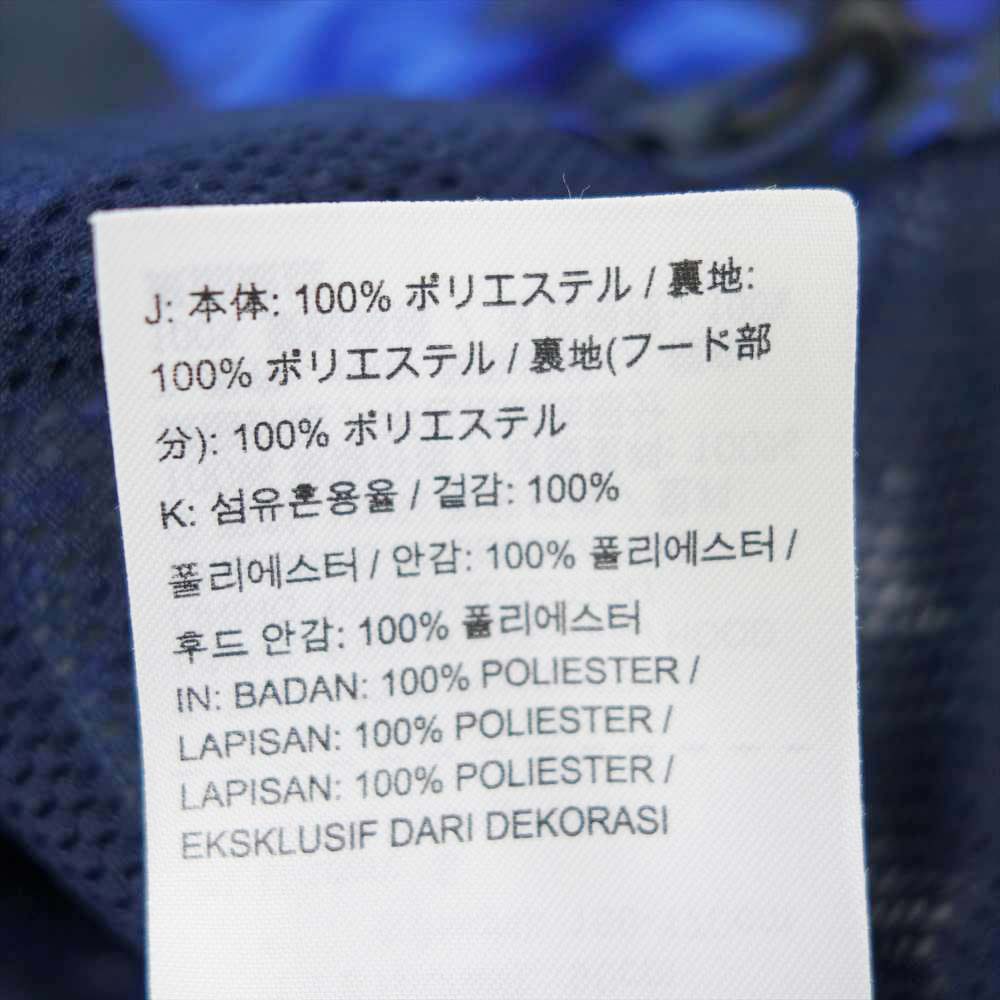 J: 本体: 100% ポリエステル / 裏地:
100% ポリエステル / 裏地(フード部
分): 100% ポリエステル
K: 섬유혼용율 / 겉감: 100%
폴리에스터 / 안감: 100% 폴리에스터 /
후드 안감: 100% 폴리에스터
IN: BADAN: 100% POLIESTER /
LAPISAN: 100% POLIESTER /
LAPISAN: 100% POLIESTER /
EKSKLUSIF DARI DEKORASI